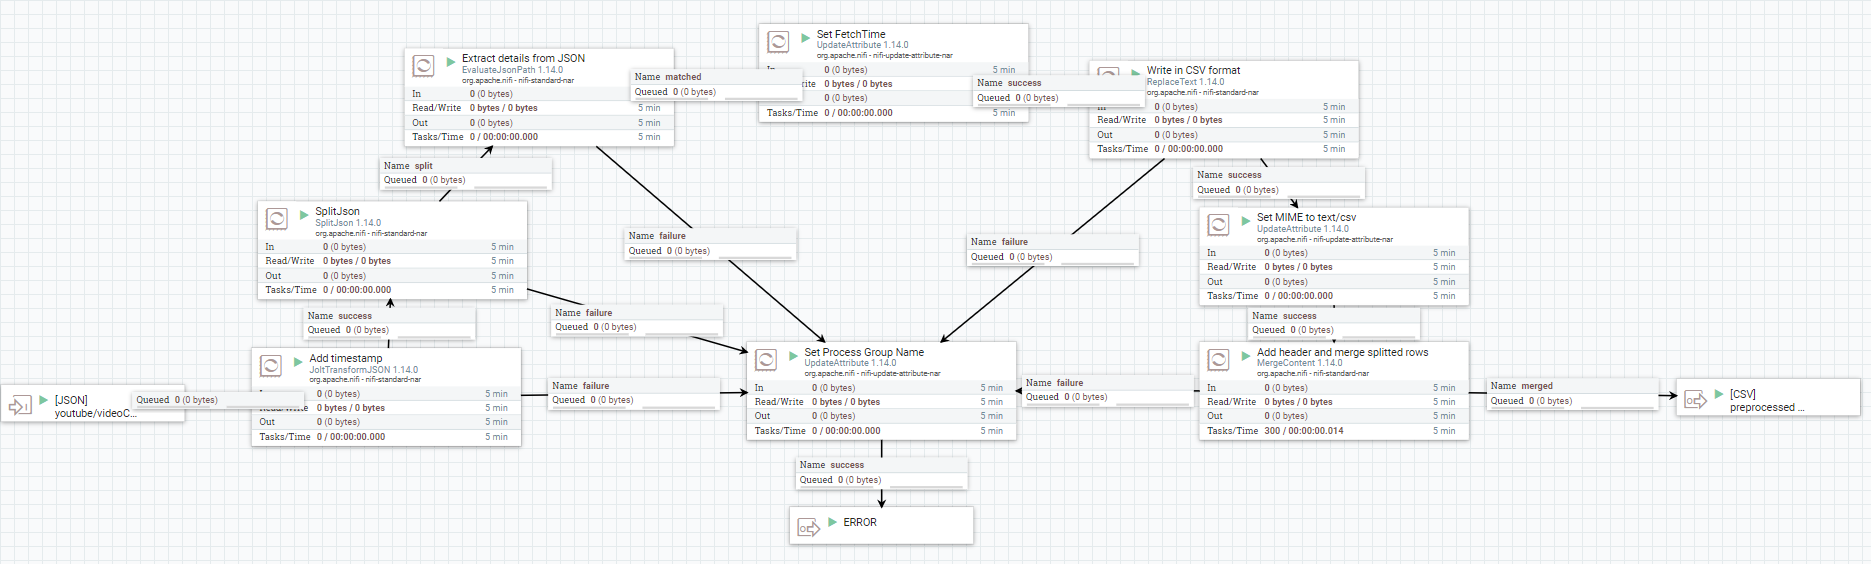 Set FetchTime
UpdateAttribute 1.14.0
org.apache.nifi - nifi-update-attribute-nar
In 0 (0 bytes) 5 min
0 bytes / 0 bytes
0 (0 bytes) 5 min
Tasks/Time 0 / 00:00:00.000 5 min
Extract details from JSON
EvaluateJsonPath 1.14.0
org.apache.nifi - nifi-standard-nar
In 0 (0 bytes) 5 min
Read/Write 0 bytes / 0 bytes 5 min
Out 0 (0 bytes) 5 min
Tasks/Time 0 / 00:00:00.000 5 min
Name matched
Queued 0 (0 bytes)
Name success
Queued 0 (0 bytes)
Write in CSV format
ReplaceText 1.14.0
org.apache.nifi - nifi-standard-nar
In 0 (0 bytes) 5 min
Read/Write 0 bytes / 0 bytes 5 min
Out 0 (0 bytes) 5 min
Tasks/Time 0 / 00:00:00.000 5 min
Name split
Queued 0 (0 bytes)
Name success
Queued 0 (0 bytes)
SplitJson
SplitJson 1.14.0
org.apache.nifi - nifi-standard-nar
In 0 (0 bytes) 5 min
Read/Write 0 bytes / 0 bytes 5 min
Out 0 (0 bytes) 5 min
Tasks/Time 0 / 00:00:00.000 5 min
Name failure
Queued 0 (0 bytes)
Name failure
Queued 0 (0 bytes)
Set MIME to text/csv
UpdateAttribute 1.14.0
org.apache.nifi - nifi-update-attribute-nar
In 0 (0 bytes) 5 min
Read/Write 0 bytes / 0 bytes 5 min
Out 0 (0 bytes) 5 min
Tasks/Time 0 / 00:00:00.000 5 min
Name success
Queued 0 (0 bytes)
Name failure
Queued 0 (0 bytes)
Name success
Queued 0 (0 bytes)
Add timestamp
JoltTransformJSON 1.14.0
org.apache.nifi - nifi-standard-nar
0 (0 bytes) 5 min
Read/Write 0 bytes / 0 bytes 5 min
Out 0 (0 bytes) 5 min
Tasks/Time 0 / 00:00:00.000 5 min
[JSON]
youtube/videoC...
Queued 0 (0 bytes)
Name failure
Queued 0 (0 bytes)
Set Process Group Name
UpdateAttribute 1.14.0
org.apache.nifi - nifi-update-attribute-nar
In 0 (0 bytes) 5 min
Read/Write 0 bytes / 0 bytes 5 min
Out 0 (0 bytes) 5 min
Tasks/Time 0 / 00:00:00.000 5 min
Name failure
Queued 0 (0 bytes)
Add header and merge splitted rows
MergeContent 1.14.0
org.apache.nifi - nifi-standard-nar
In 0 (0 bytes) 5 min
Read/Write 0 bytes / 0 bytes 5 min
Out 0 (0 bytes) 5 min
Tasks/Time 300 / 00:00:00.014 5 min
Name merged
Queued 0 (0 bytes)
[CSV]
preprocessed ...
Name success
Queued 0 (0 bytes)
ERROR